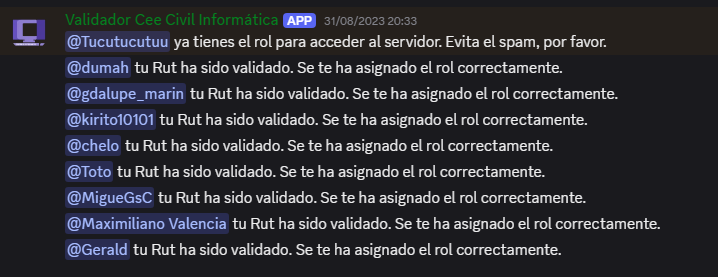 Validador Cee Civil Informática APP 31/08/2023 20:33
@Tucutucutuu ya tienes el rol para acceder al servidor. Evita el spam, por favor.
@dumah tu Rut ha sido validado. Se te ha asignado el rol correctamente.
@gdalupe_marin tu Rut ha sido validado. Se te ha asignado el rol correctamente.
@kirito10101 tu Rut ha sido validado. Se te ha asignado el rol correctamente.
@chelo tu Rut ha sido validado. Se te ha asignado el rol correctamente.
@Toto tu Rut ha sido validado. Se te ha asignado el rol correctamente.
@MigueGsC tu Rut ha sido validado. Se te ha asignado el rol correctamente.
@Maximiliano Valencia tu Rut ha sido validado. Se te ha asignado el rol correctamente.
@Gerald tu Rut ha sido validado. Se te ha asignado el rol correctamente.